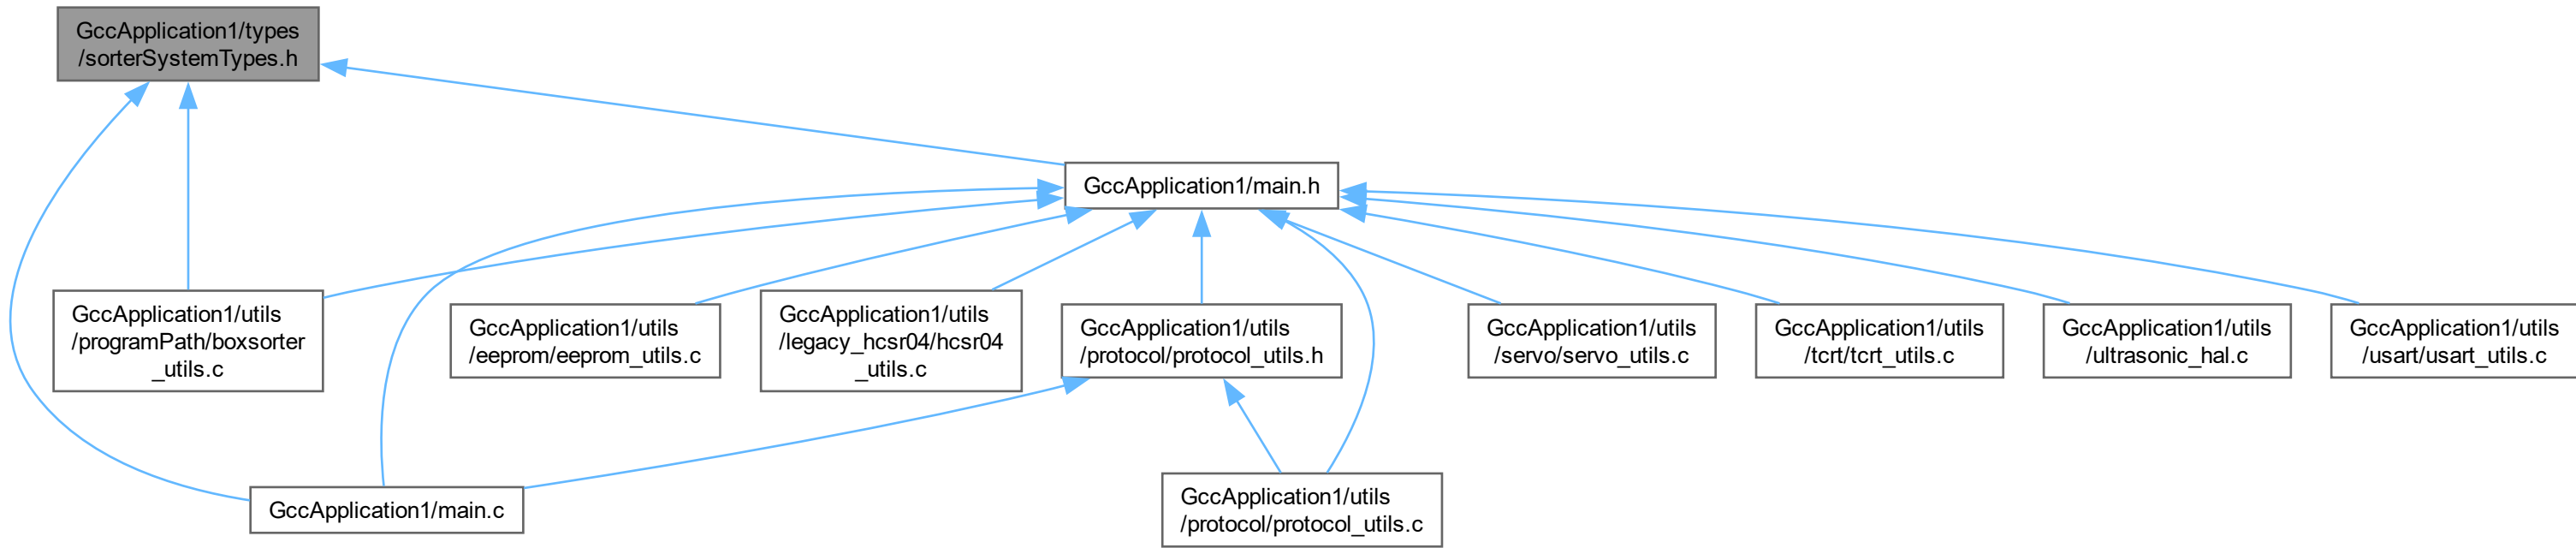 GccApplication1/types
/sorterSystemTypes.h
GccApplication1/main.h
GccApplication1/utils
/programPath/boxsorter
_utils.c
GccApplication1/utils
/eeprom/eeprom_utils.c
GccApplication1/utils
/legacy_hcsr04/hcsr04
_utils.c
GccApplication1/utils
/protocol/protocol_utils.h
GccApplication1/utils
/servo/servo_utils.c
GccApplication1/utils
/tcrt/tcrt_utils.c
GccApplication1/utils
/ultrasonic_hal.c
GccApplication1/utils
/usart/usart_utils.c
GccApplication1/main.c
GccApplication1/utils
/protocol/protocol_utils.c